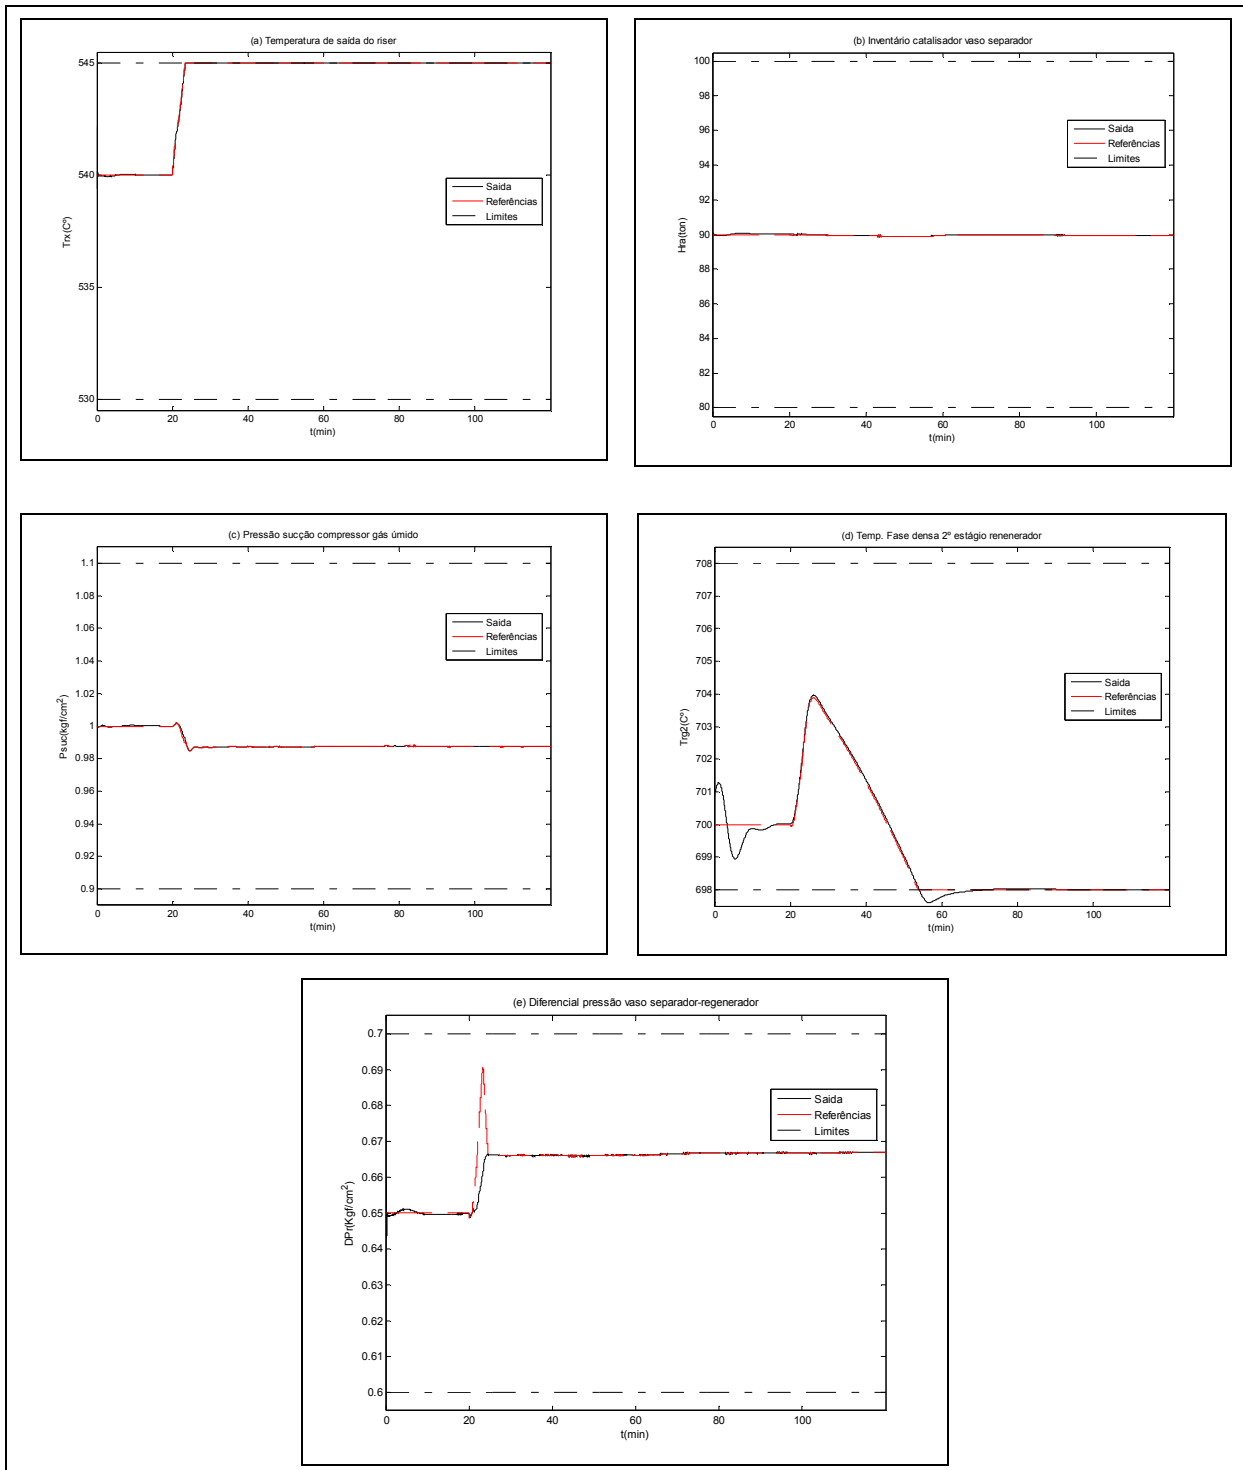 (a) Temperatura de saída do riser
545
540
535
530
Trx(Cº)
0 20 40 60 80 100
t(min)
Saida
Referências
Limites
(b) Inventário catalisador vaso separador
100
98
96
94
92
90
88
86
84
82
80
Hra(ton)
0 20 40 60 80 100
t(min)
Saida
Referências
Limites
(c) Pressão sucção compressor gás úmido
1.1
1.08
1.06
1.04
1.02
1
0.98
0.96
0.94
0.92
0.9
Psuc(kgf/cm²)
0 20 40 60 80 100
t(min)
Saida
Referências
Limites
(d) Temp. Fase densa 2º estágio renenerador
708
707
706
705
704
703
702
701
700
699
698
Trg2(Cº)
0 20 40 60 80 100
t(min)
Saida
Referências
Limites
(e) Diferencial pressão vaso separador-regenerador
0.7
0.69
0.68
0.67
0.66
0.65
0.64
0.63
0.62
0.61
0.6
DPr(Kgf/cm²)
0 20 40 60 80 100
t(min)
Saida
Referências
Limites